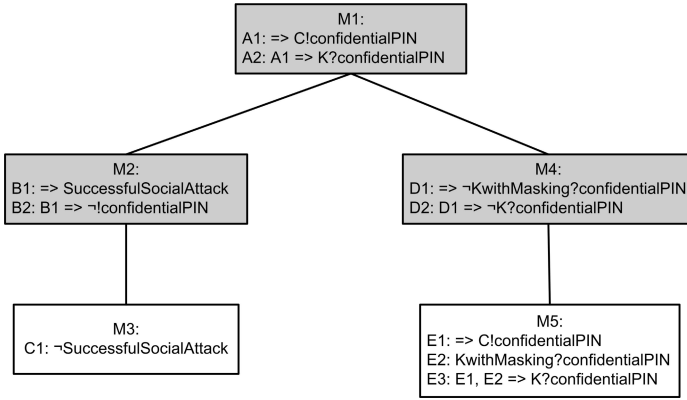 M1:
A1: => C!confidentialPIN
A2: A1 => K?confidentialPIN
M2:
B1: => SuccessfulSocialAttack
B2: B1 => ¬!confidentialPIN
M4:
D1: => ¬KwithMasking?confidentialPIN
D2: D1 => ¬K?confidentialPIN
M3:
C1: ¬SuccessfulSocialAttack
M5:
E1: => C!confidentialPIN
E2: KwithMasking?confidentialPIN
E3: E1, E2 => K?confidentialPIN